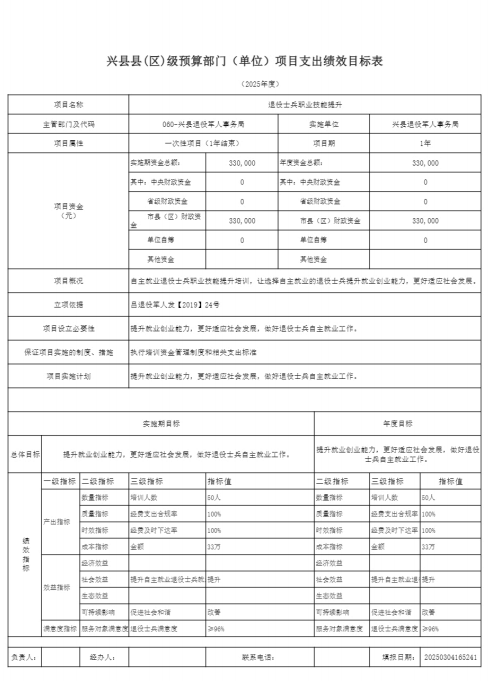 兴县县(区)级预算部门（单位）项目支出绩效目标表
（2025年度）
项目名称 退役士兵职业技能提升
主管部门及代码 060-兴县退役军人事务局 实施单位 兴县退役军人事务局
项目属性 一次性项目（1年结束） 项目期 1年
项目资金（元） 实施期资金总额： 330,000 年度资金总额： 330,000
其中：中央财政资金 0 其中：中央财政资金 0
省级财政资金 0 省级财政资金 0
市县（区）财政资金 330,000 市县（区）财政资金 330,000
单位自筹 0 单位自筹 0
其他资金 其他资金
项目概况 自主就业退役士兵职业技能提升培训，让选择自主就业的退役士兵提升就业创业能力，更好适应社会发展，
立项依据 吕退役军人发【2019】24号
项目设立必要性 提升就业创业能力，更好适应社会发展，做好退役士兵自主就业工作。
保证项目实施的制度、措施 执行培训资金管理制度和相关支出标准
项目实施计划 提升就业创业能力，更好适应社会发展，做好退役士兵自主就业工作。
实施期目标 年度目标
总体目标 提升就业创业能力，更好适应社会发展，做好退役士兵自主就业工作。 提升就业创业能力，更好适应社会发展，做好退役士兵自主就业工作。
绩效指标 一级指标 二级指标 三级指标 指标值 二级指标 三级指标 指标值
产出指标 数量指标 培训人数 50人 数量指标 培训人数 50人
质量指标 经费支出合规率 100% 质量指标 经费支出合规率 100%
时效指标 经费及时下达率 100% 时效指标 经费及时下达率 100%
成本指标 金额 33万 成本指标 金额 33万
效益指标 经济效益 经济效益
社会效益 提升自主就业退役士兵就 提升 社会效益 提升自主就业退 提升
生态效益 生态效益
可持续影响 促进社会和谐 改善 可持续影响 促进社会和谐 改善
满意度指标 服务对象满意度 退役士兵满意度 ≥96% 服务对象满意度 退役士兵满意度 ≥96%
负责人： 经办人： 联系电话： 填报日期： 20250304165241